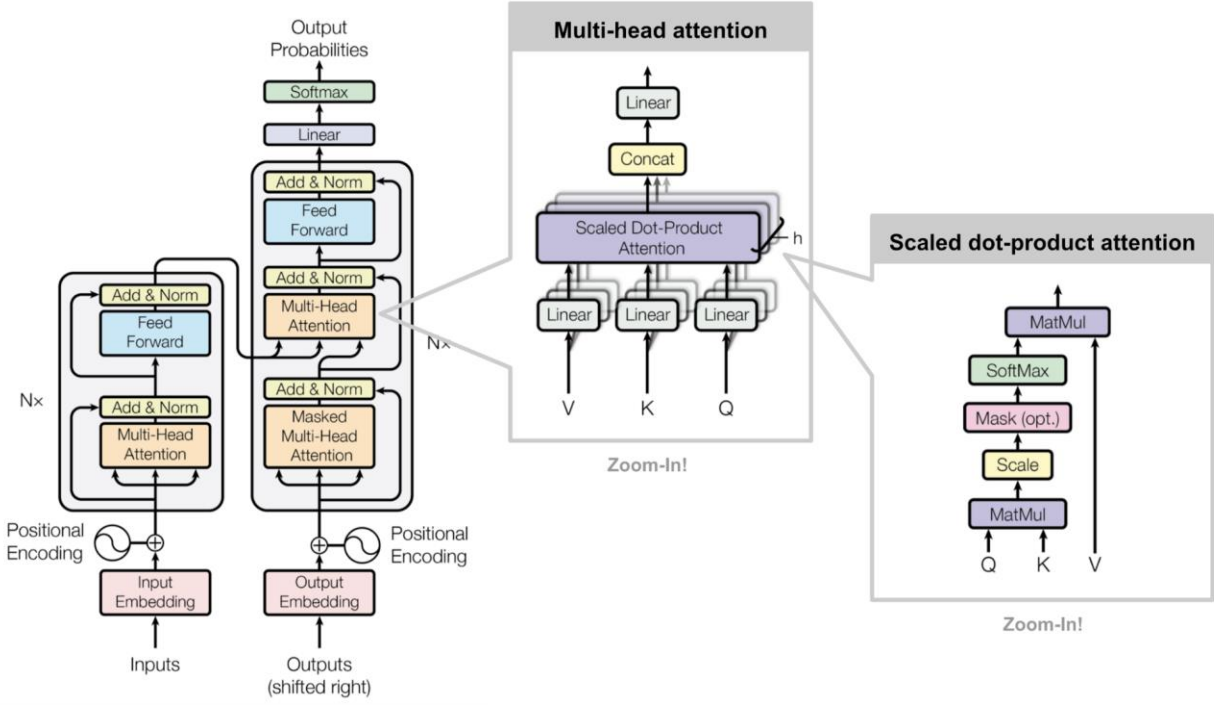 Output
Probabilities
Softmax
Linear
Add & Norm
Feed
Forward
Add & Norm
Multi-Head
Attention
Nx
Add & Norm
Masked
Multi-Head
Attention
Add & Norm
Feed
Forward
Nx
Add & Norm
Multi-Head
Attention
Positional
Encoding
Positional
Encoding
Input
Embedding
Output
Embedding
Inputs
Outputs
(shifted right)
Multi-head attention
Linear
Concat
Scaled Dot-Product
Attention
h
Linear
Linear
Linear
V
K
Q
Zoom-In!
Scaled dot-product attention
MatMul
SoftMax
Mask (opt.)
Scale
MatMul
Q
K
V
Zoom-In!